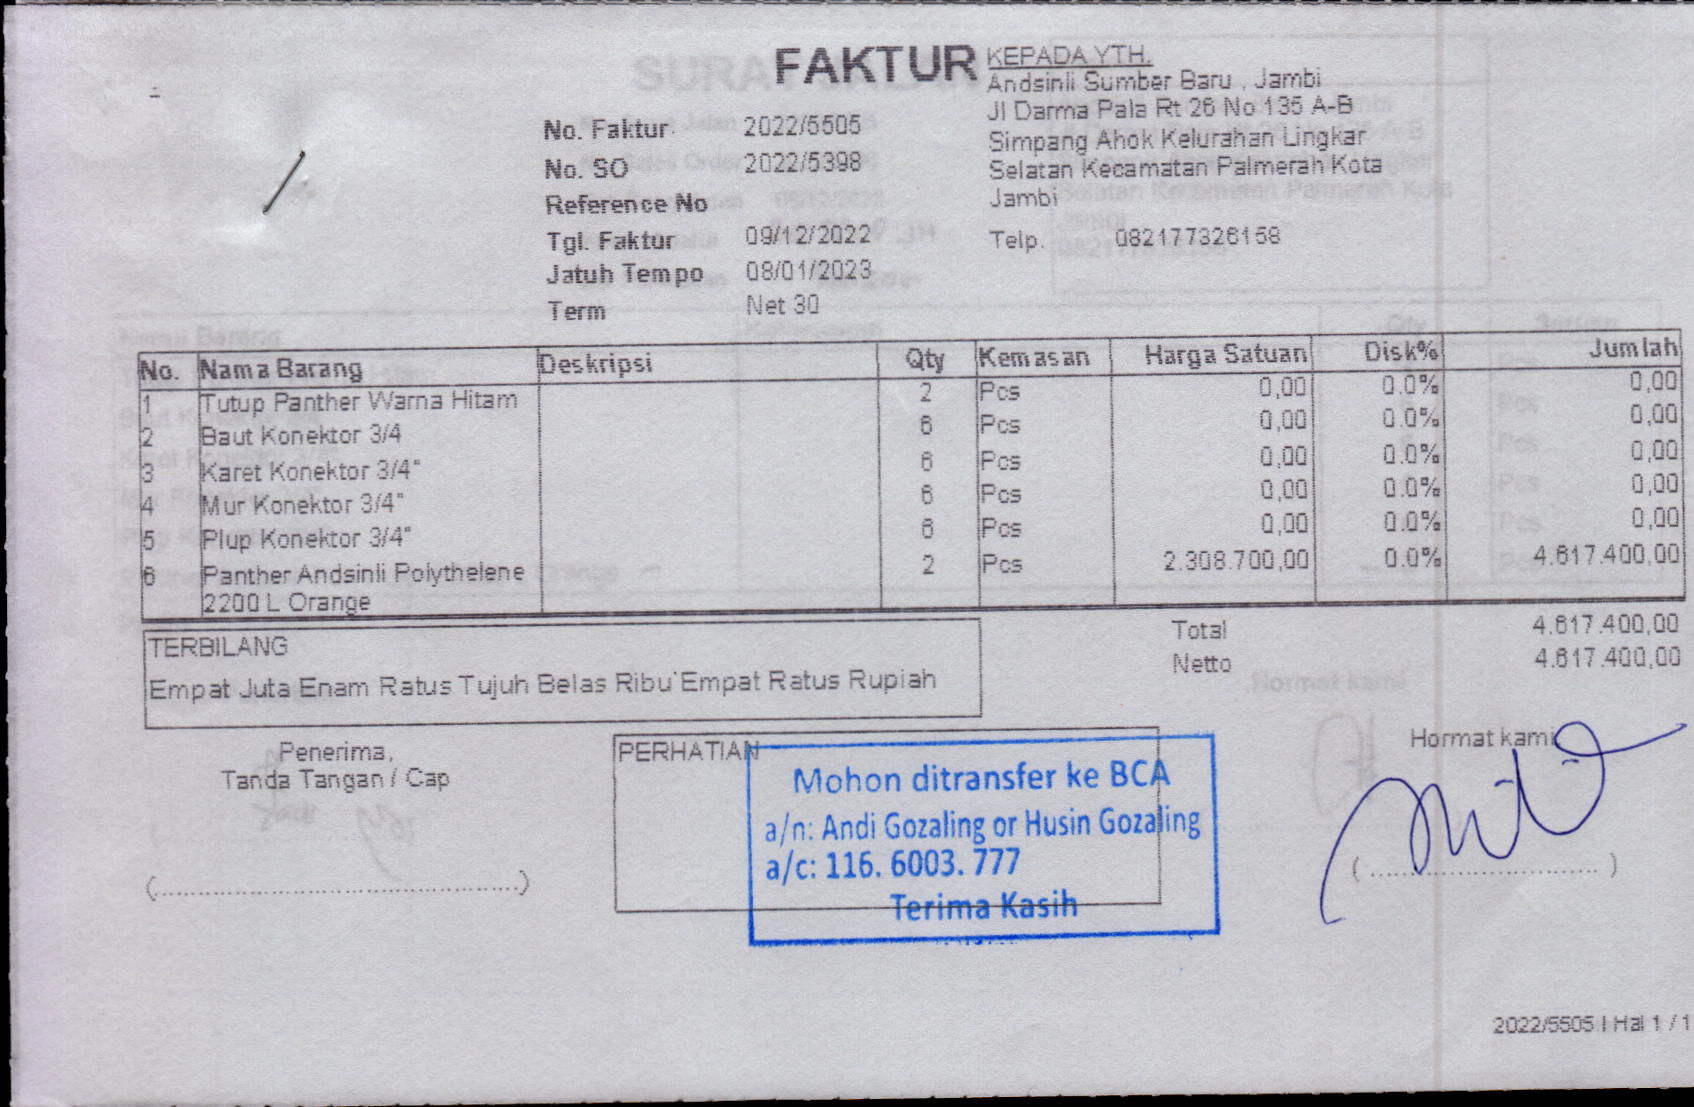 FAKTUR
KEPADA YTH.
Andsinli Sumber Baru , Jambi
Jl Darma Pala Rt 26 No 135 A-B
Simpang Ahok Kelurahan Lingkar
Selatan Kecamatan Palmerah Kota
Jambi
Telp. 082177326158
No. Faktur 2022/5505
No. SO 2022/5398
Reference No
Tgl. Faktur 09/12/2022
Jatuh Tempo 08/01/2023
Term Net 30
No. Nama Barang Deskripsi Qty Kemasan Harga Satuan Disk% Jumlah
1 Tutup Panther Warna Hitam 2 Pcs 0,00 0.0% 0,00
2 Baut Konektor 3/4 6 Pcs 0,00 0.0% 0,00
3 Karet Konektor 3/4" 6 Pcs 0,00 0.0% 0,00
4 Mur Konektor 3/4" 6 Pcs 0,00 0.0% 0,00
5 Plup Konektor 3/4" 6 Pcs 0,00 0.0% 0,00
6 Panther Andsinli Polythelene 2 Pcs 2.308.700,00 0.0% 4.617.400,00
2200 L Orange
Total 4.617.400,00
Netto 4.617.400,00
TERBILANG
Empat Juta Enam Ratus Tujuh Belas Ribu Empat Ratus Rupiah
Penerima,
Tanda Tangan / Cap
(..........................................)
PERHATIAN
Mohon ditransfer ke BCA
a/n: Andi Gozaling or Husin Gozaling
a/c: 116. 6003. 777
Terima Kasih
Hormat kami
( ............................ )
2022/5505 | Hal 1 / 1